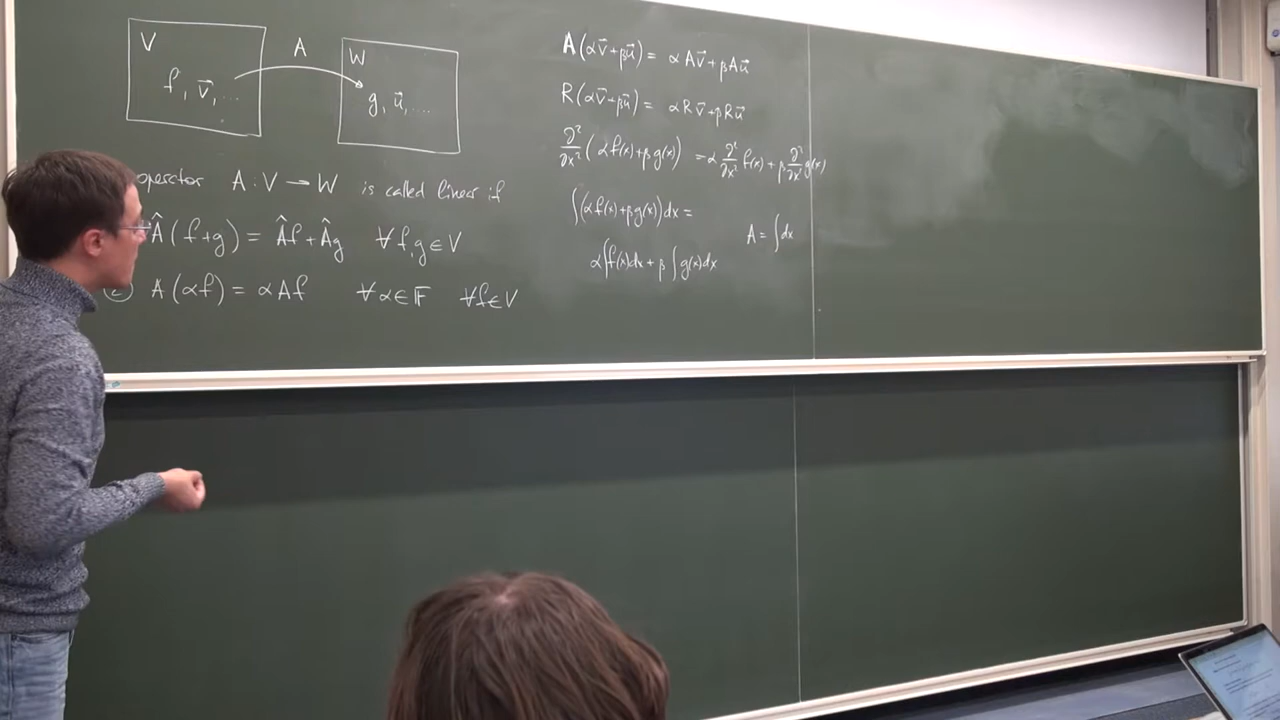 V
A
W
f, v⃗, ...
g, u⃗, ....
operator A : V → W is called linear if
Â(f+g) = Âf + Âg ∀f,g ∈ V
② A(αf) = αAf ∀α∈𝔽 ∀f∈V
A(αv⃗+βu⃗) = αAv⃗+βAu⃗
R(αv⃗+βu⃗) = αRv⃗+βRu⃗
∂²/∂x² (αf(x)+βg(x)) = α ∂²/∂x² f(x) + β ∂²/∂x² g(x)
∫(αf(x)+βg(x))dx =
α∫f(x)dx + β∫g(x)dx
A = ∫dx